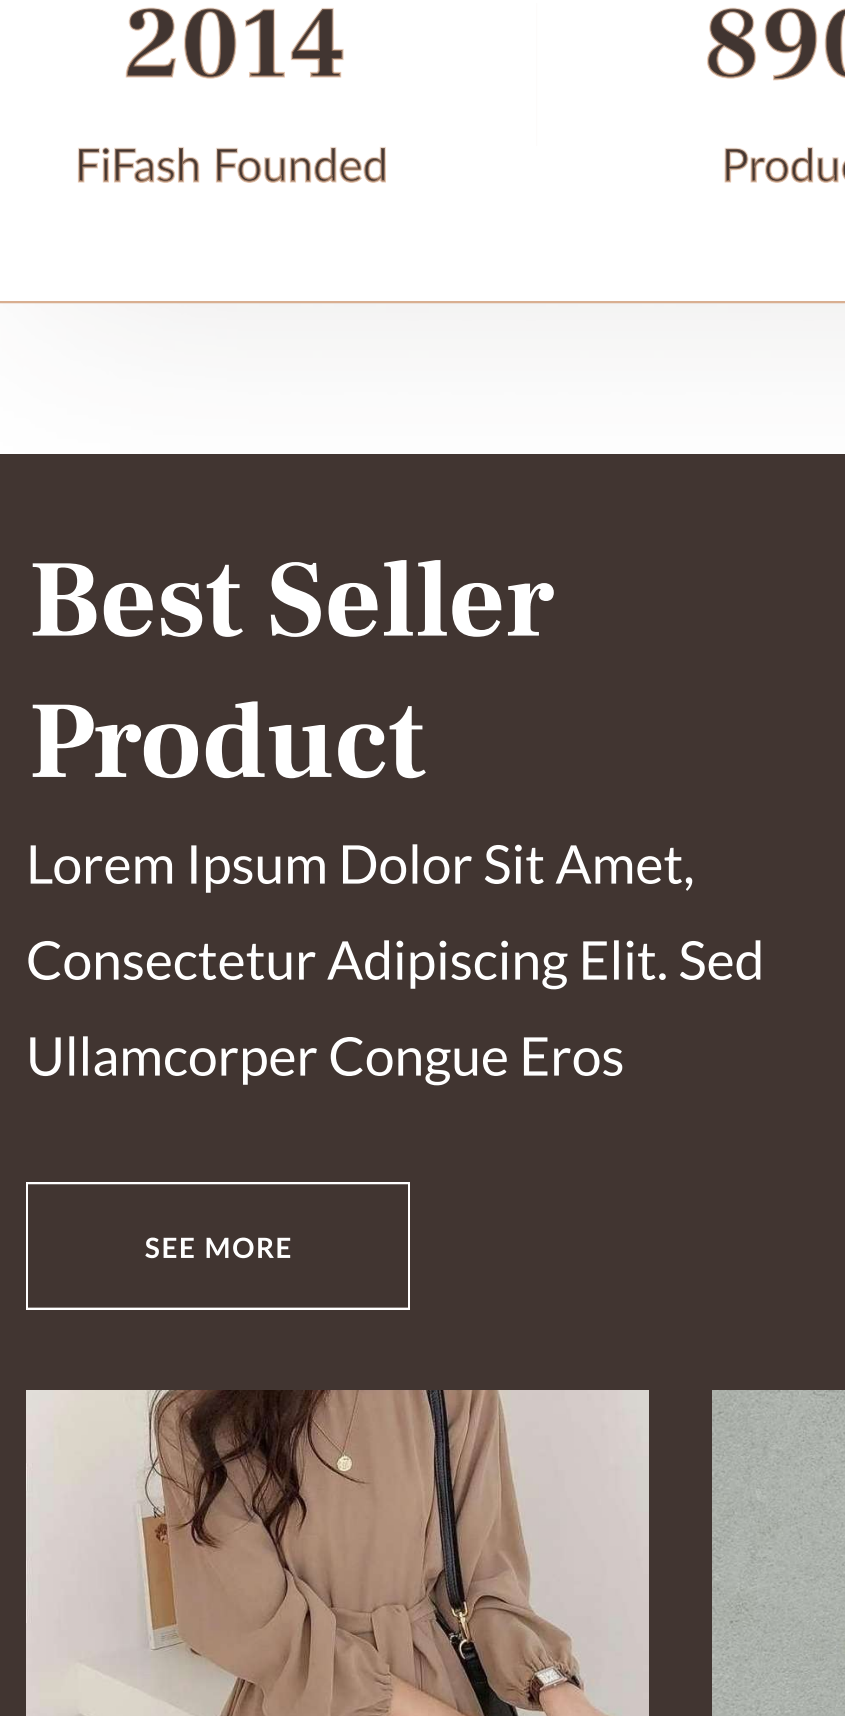 2014
FiFash Founded
Best Seller
Product
Lorem Ipsum Dolor Sit Amet,
Consectetur Adipiscing Elit. Sed
Ullamcorper Congue Eros
SEE MORE